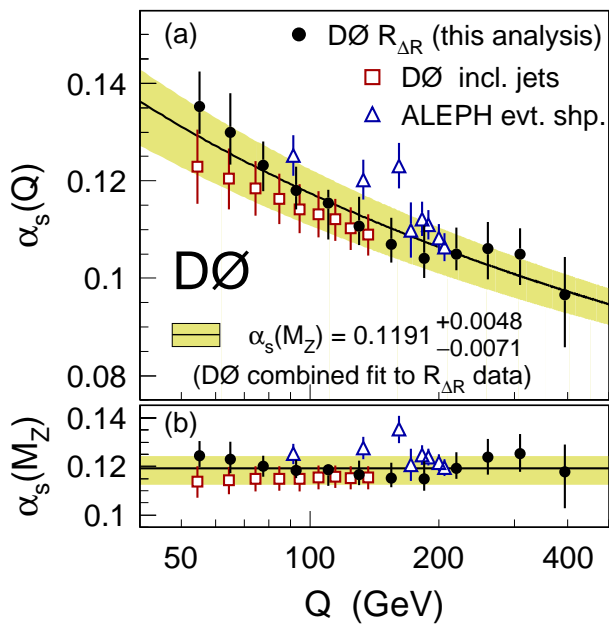 (a)
DØ R_ΔR (this analysis)
DØ incl. jets
ALEPH evt. shp.
0.14
0.12
0.1
0.08
α_s(Q)
DØ
α_s(M_Z) = 0.1191 +0.0048 −0.0071
(DØ combined fit to R_ΔR data)
(b)
0.14
0.12
0.1
α_s(M_Z)
50 100 200 400
Q (GeV)